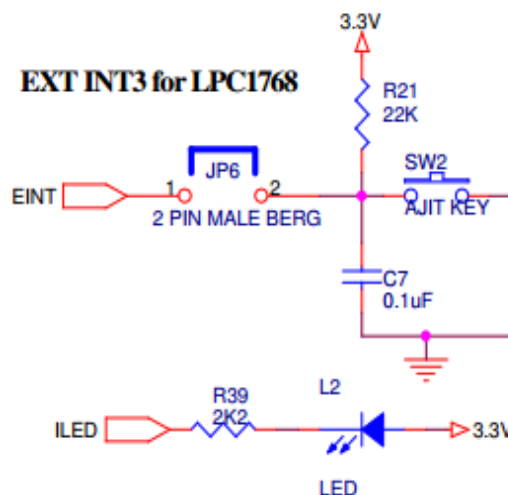 3.3V
EXT INT3 for LPC1768
R21
22K
SW2
JP6
EINT
1
2
2 PIN MALE BERG
AJIT KEY
C7
0.1uF
L2
R39
2K2
ILED
3.3V
LED